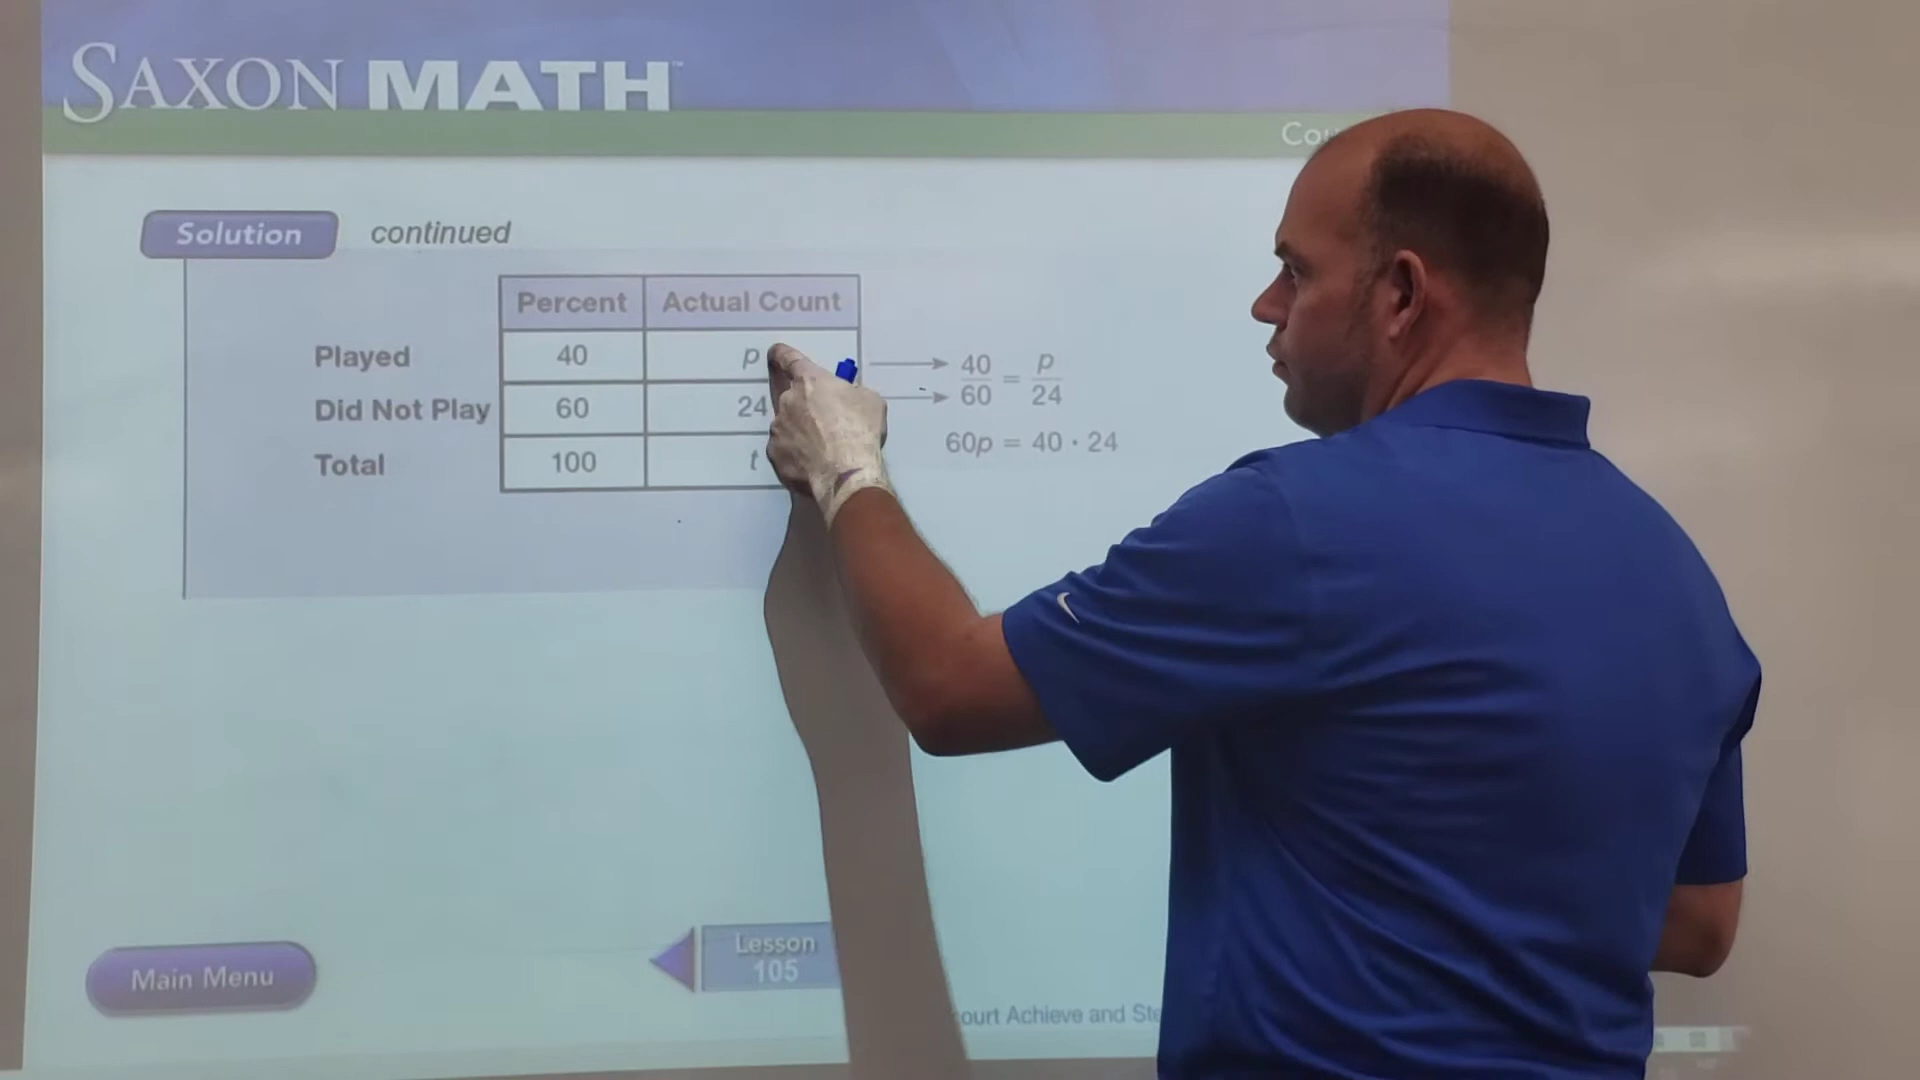 SAXON MATH™
Solution continued
Percent Actual Count
Played 40 p
Did Not Play 60 24
Total 100 t
40/60 = p/24
60p = 40 · 24
Main Menu
Lesson
105
Achieve and